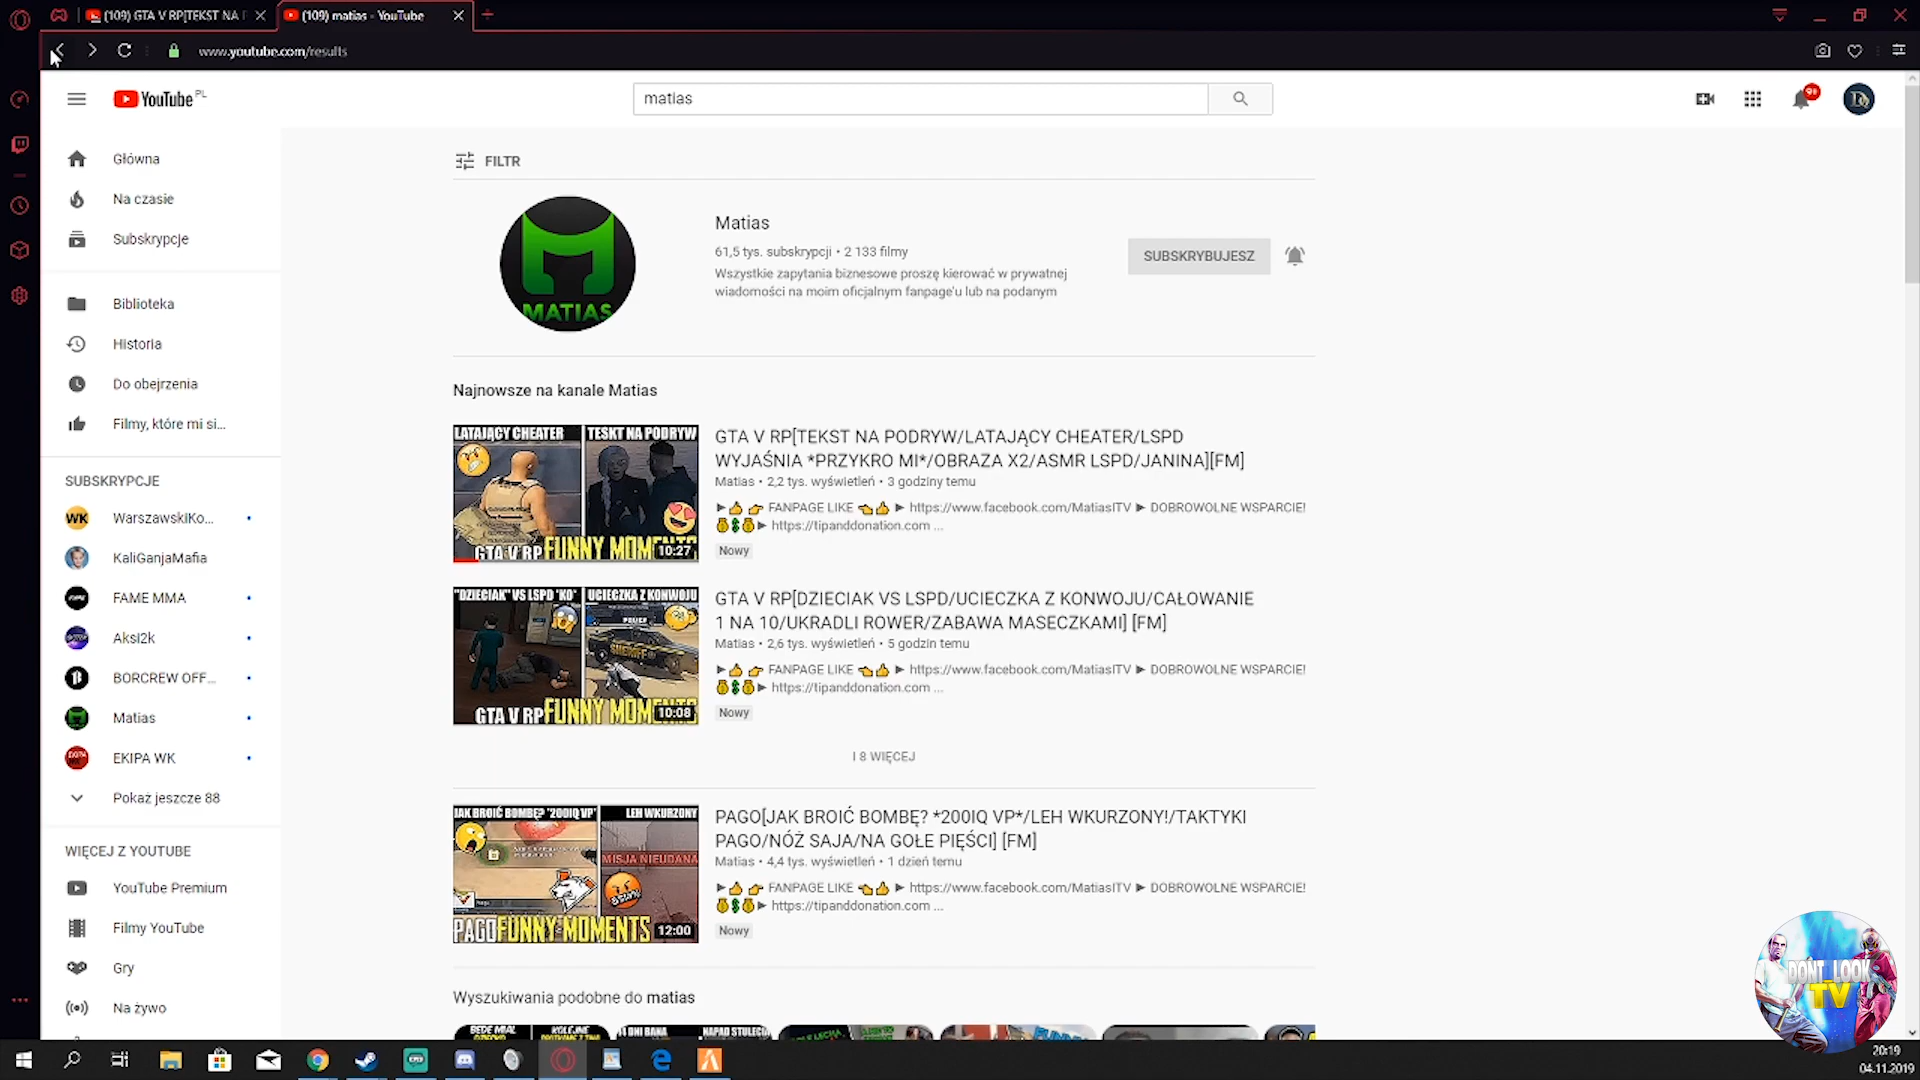 (109) GTA V RP[TEKST NA P
(109) matias - YouTube
www.youtube.com/results
YouTube PL
matias
9+
Główna
Na czasie
Subskrypcje
Biblioteka
Historia
Do obejrzenia
Filmy, które mi si...
SUBSKRYPCJE
WK
WarszawskiKo...
KaliGanjaMafia
FAME MMA
Aksi2k
BORCREW OFF...
Matias
EKIPA WK
Pokaż jeszcze 88
WIĘCEJ Z YOUTUBE
YouTube Premium
Filmy YouTube
Gry
Na żywo
FILTR
MATIAS
Matias
61,5 tys. subskrypcji • 2 133 filmy
Wszystkie zapytania biznesowe proszę kierować w prywatnej
wiadomości na moim oficjalnym fanpage'u lub na podanym
SUBSKRYBUJESZ
Najnowsze na kanale Matias
LATAJĄCY CHEATER
TESKT NA PODRYW
GTA V RP FUNNY MOMENTS
10:27
GTA V RP[TEKST NA PODRYW/LATAJĄCY CHEATER/LSPD
WYJAŚNIA *PRZYKRO MI*/OBRAZA X2/ASMR LSPD/JANINA][FM]
Matias • 2,2 tys. wyświetleń • 3 godziny temu
►👍 👉 FANPAGE LIKE 👈👍 ► https://www.facebook.com/MatiasITV ► DOBROWOLNE WSPARCIE!
💰💲💰► https://tipanddonation.com ...
Nowy
"DZIECIAK" VS LSPD "KO"
UCIECZKA Z KONWOJU
SHERIFF
GTA V RP FUNNY MOMENTS
10:08
GTA V RP[DZIECIAK VS LSPD/UCIECZKA Z KONWOJU/CAŁOWANIE
1 NA 10/UKRADLI ROWER/ZABAWA MASECZKAMI] [FM]
Matias • 2,6 tys. wyświetleń • 5 godzin temu
►👍 👉 FANPAGE LIKE 👈👍 ► https://www.facebook.com/MatiasITV ► DOBROWOLNE WSPARCIE!
💰💲💰► https://tipanddonation.com ...
Nowy
I 8 WIĘCEJ
JAK BROIĆ BOMBĘ? "200IQ VP"
LEH WKURZONY
MISJA NIEUDANA
PAGO FUNNY MOMENTS
12:00
PAGO[JAK BROIĆ BOMBĘ? *200IQ VP*/LEH WKURZONY!/TAKTYKI
PAGO/NÓŻ SAJA/NA GOŁE PIĘŚCI] [FM]
Matias • 4,4 tys. wyświetleń • 1 dzień temu
►👍 👉 FANPAGE LIKE 👈👍 ► https://www.facebook.com/MatiasITV ► DOBROWOLNE WSPARCIE!
💰💲💰► https://tipanddonation.com ...
Nowy
Wyszukiwania podobne do matias
DONT LOOK
TV
20:19
04.11.2019